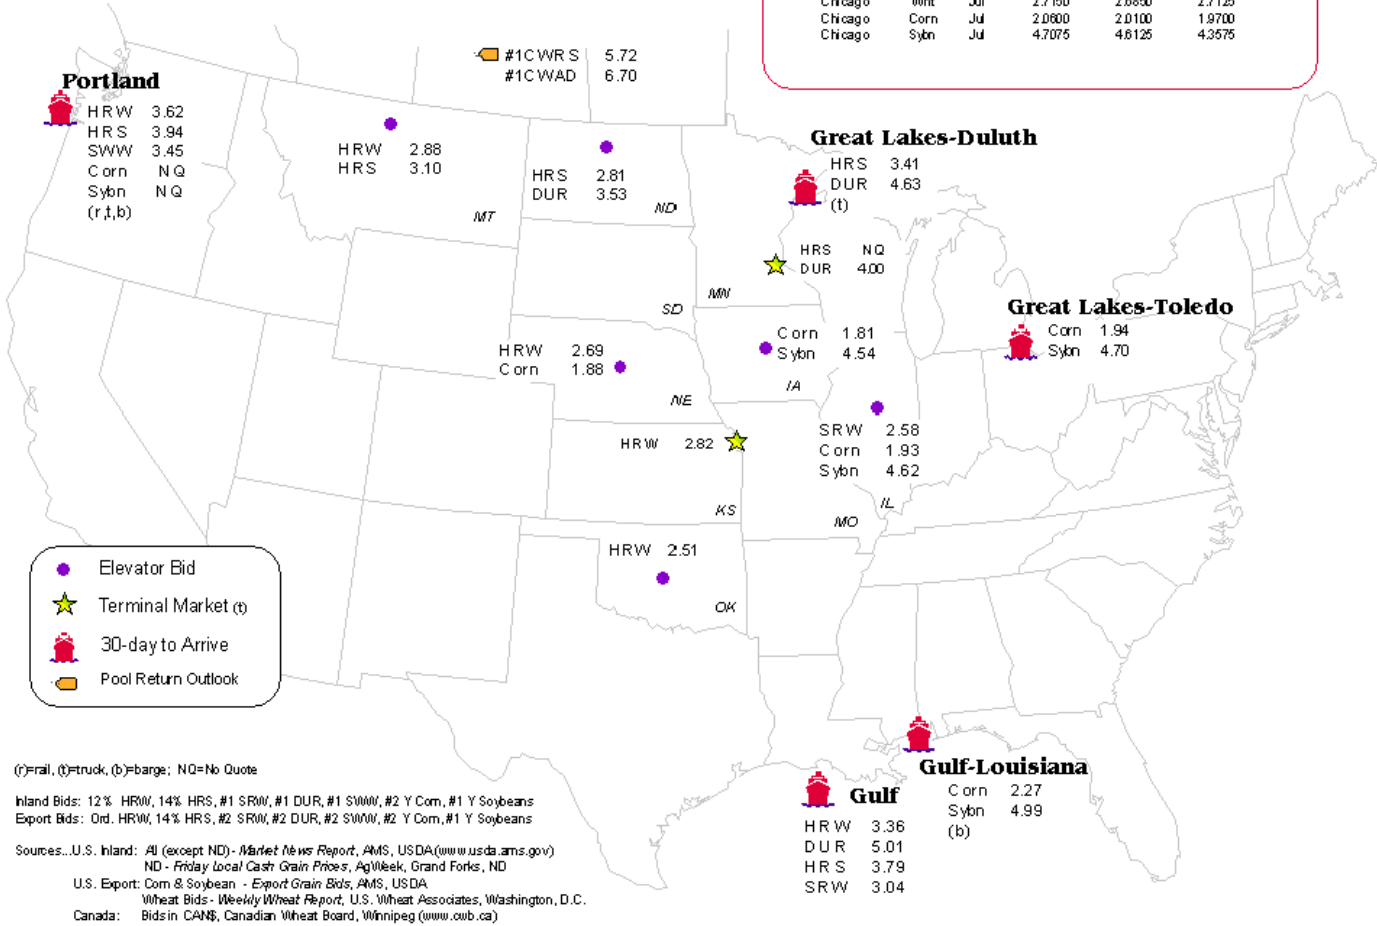 Chicago Wht Jul 2.7150 2.6850 2.7125
Chicago Corn Jul 2.0600 2.0100 1.9700
Chicago Sybn Jul 4.7075 4.6125 4.3575
#1CWRS 5.72
#1CWAD 6.70
Portland
HRW 3.62
HRS 3.94
SWW 3.45
Corn NQ
Sybn NQ
(r,t,b)
HRW 2.88
HRS 3.10
MT
HRS 2.81
DUR 3.53
ND
Great Lakes-Duluth
HRS 3.41
DUR 4.63
(t)
HRS NQ
DUR 4.00
MN
SD
Great Lakes-Toledo
Corn 1.94
Sybn 4.70
Corn 1.81
Sybn 4.54
IA
HRW 2.69
Corn 1.88
NE
SRW 2.58
Corn 1.93
Sybn 4.62
IL
HRW 2.82
KS
MO
HRW 2.51
OK
Elevator Bid
Terminal Market (t)
30-day to Arrive
Pool Return Outlook
Gulf-Louisiana
Corn 2.27
Sybn 4.99
(b)
Gulf
HRW 3.36
DUR 5.01
HRS 3.79
SRW 3.04
(r)=rail, (t)=truck, (b)=barge; NQ=No Quote
Inland Bids: 12% HRW, 14% HRS, #1 SRW, #1 DUR, #1 SWW, #2 Y Corn, #1 Y Soybeans
Export Bids: Ord. HRW, 14% HRS, #2 SRW, #2 DUR, #2 SWW, #2 Y Corn, #1 Y Soybeans
Sources...U.S. Inland: All (except ND) - Market News Report, AMS, USDA (www.usda.ams.gov)
ND - Friday Local Cash Grain Prices, AgWeek, Grand Forks, ND
U.S. Export: Corn & Soybean - Export Grain Bids, AMS, USDA
Wheat Bids - Weekly Wheat Report, U.S. Wheat Associates, Washington, D.C.
Canada: Bids in CAN$, Canadian Wheat Board, Winnipeg (www.cwb.ca)